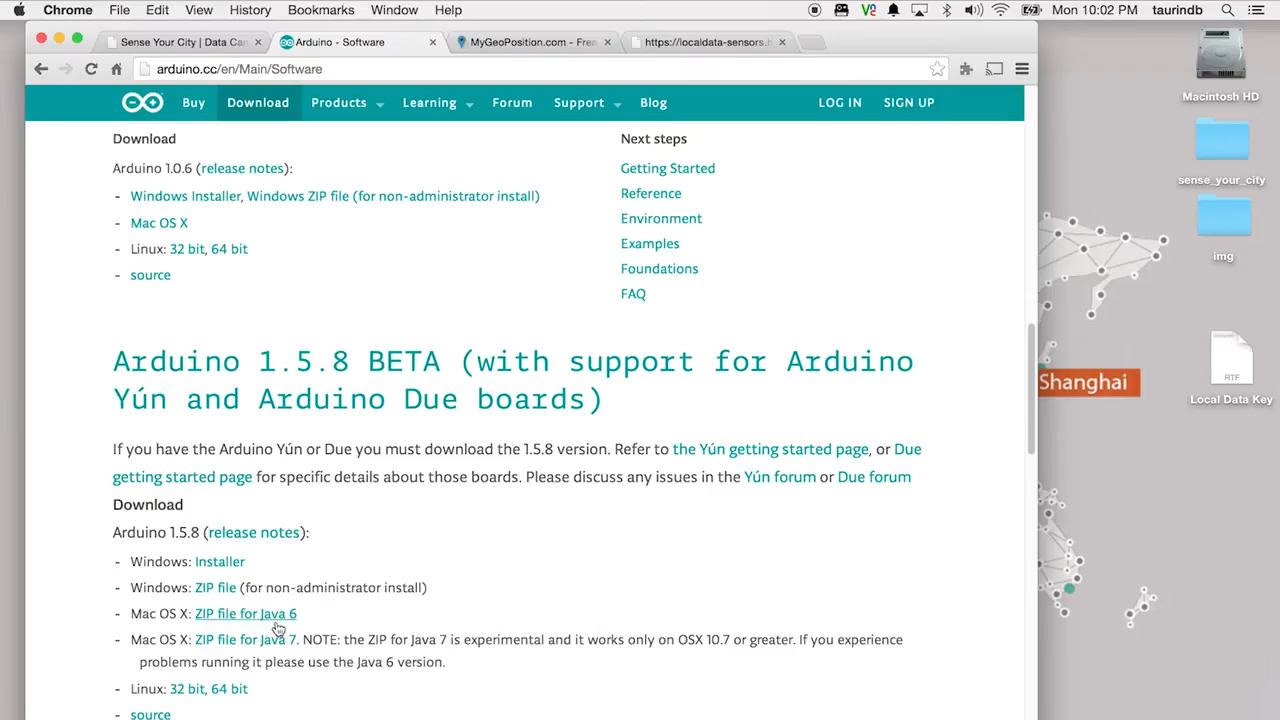 Chrome File Edit View History Bookmarks Window Help Mon 10:02 PM taurindb
Sense Your City | Data Can Arduino - Software MyGeoPosition.com - Free https://localdata-sensors.h
arduino.cc/en/Main/Software
Buy Download Products Learning Forum Support Blog LOG IN SIGN UP
Macintosh HD
sense_your_city
img
Shanghai
RTF
Local Data Key
Download
Arduino 1.0.6 (release notes):
- Windows Installer, Windows ZIP file (for non-administrator install)
- Mac OS X
- Linux: 32 bit, 64 bit
- source
Next steps
Getting Started
Reference
Environment
Examples
Foundations
FAQ
Arduino 1.5.8 BETA (with support for Arduino
Yún and Arduino Due boards)
If you have the Arduino Yún or Due you must download the 1.5.8 version. Refer to the Yún getting started page, or Due
getting started page for specific details about those boards. Please discuss any issues in the Yún forum or Due forum
Download
Arduino 1.5.8 (release notes):
- Windows: Installer
- Windows: ZIP file (for non-administrator install)
- Mac OS X: ZIP file for Java 6
- Mac OS X: ZIP file for Java 7. NOTE: the ZIP for Java 7 is experimental and it works only on OSX 10.7 or greater. If you experience
problems running it please use the Java 6 version.
- Linux: 32 bit, 64 bit
- source